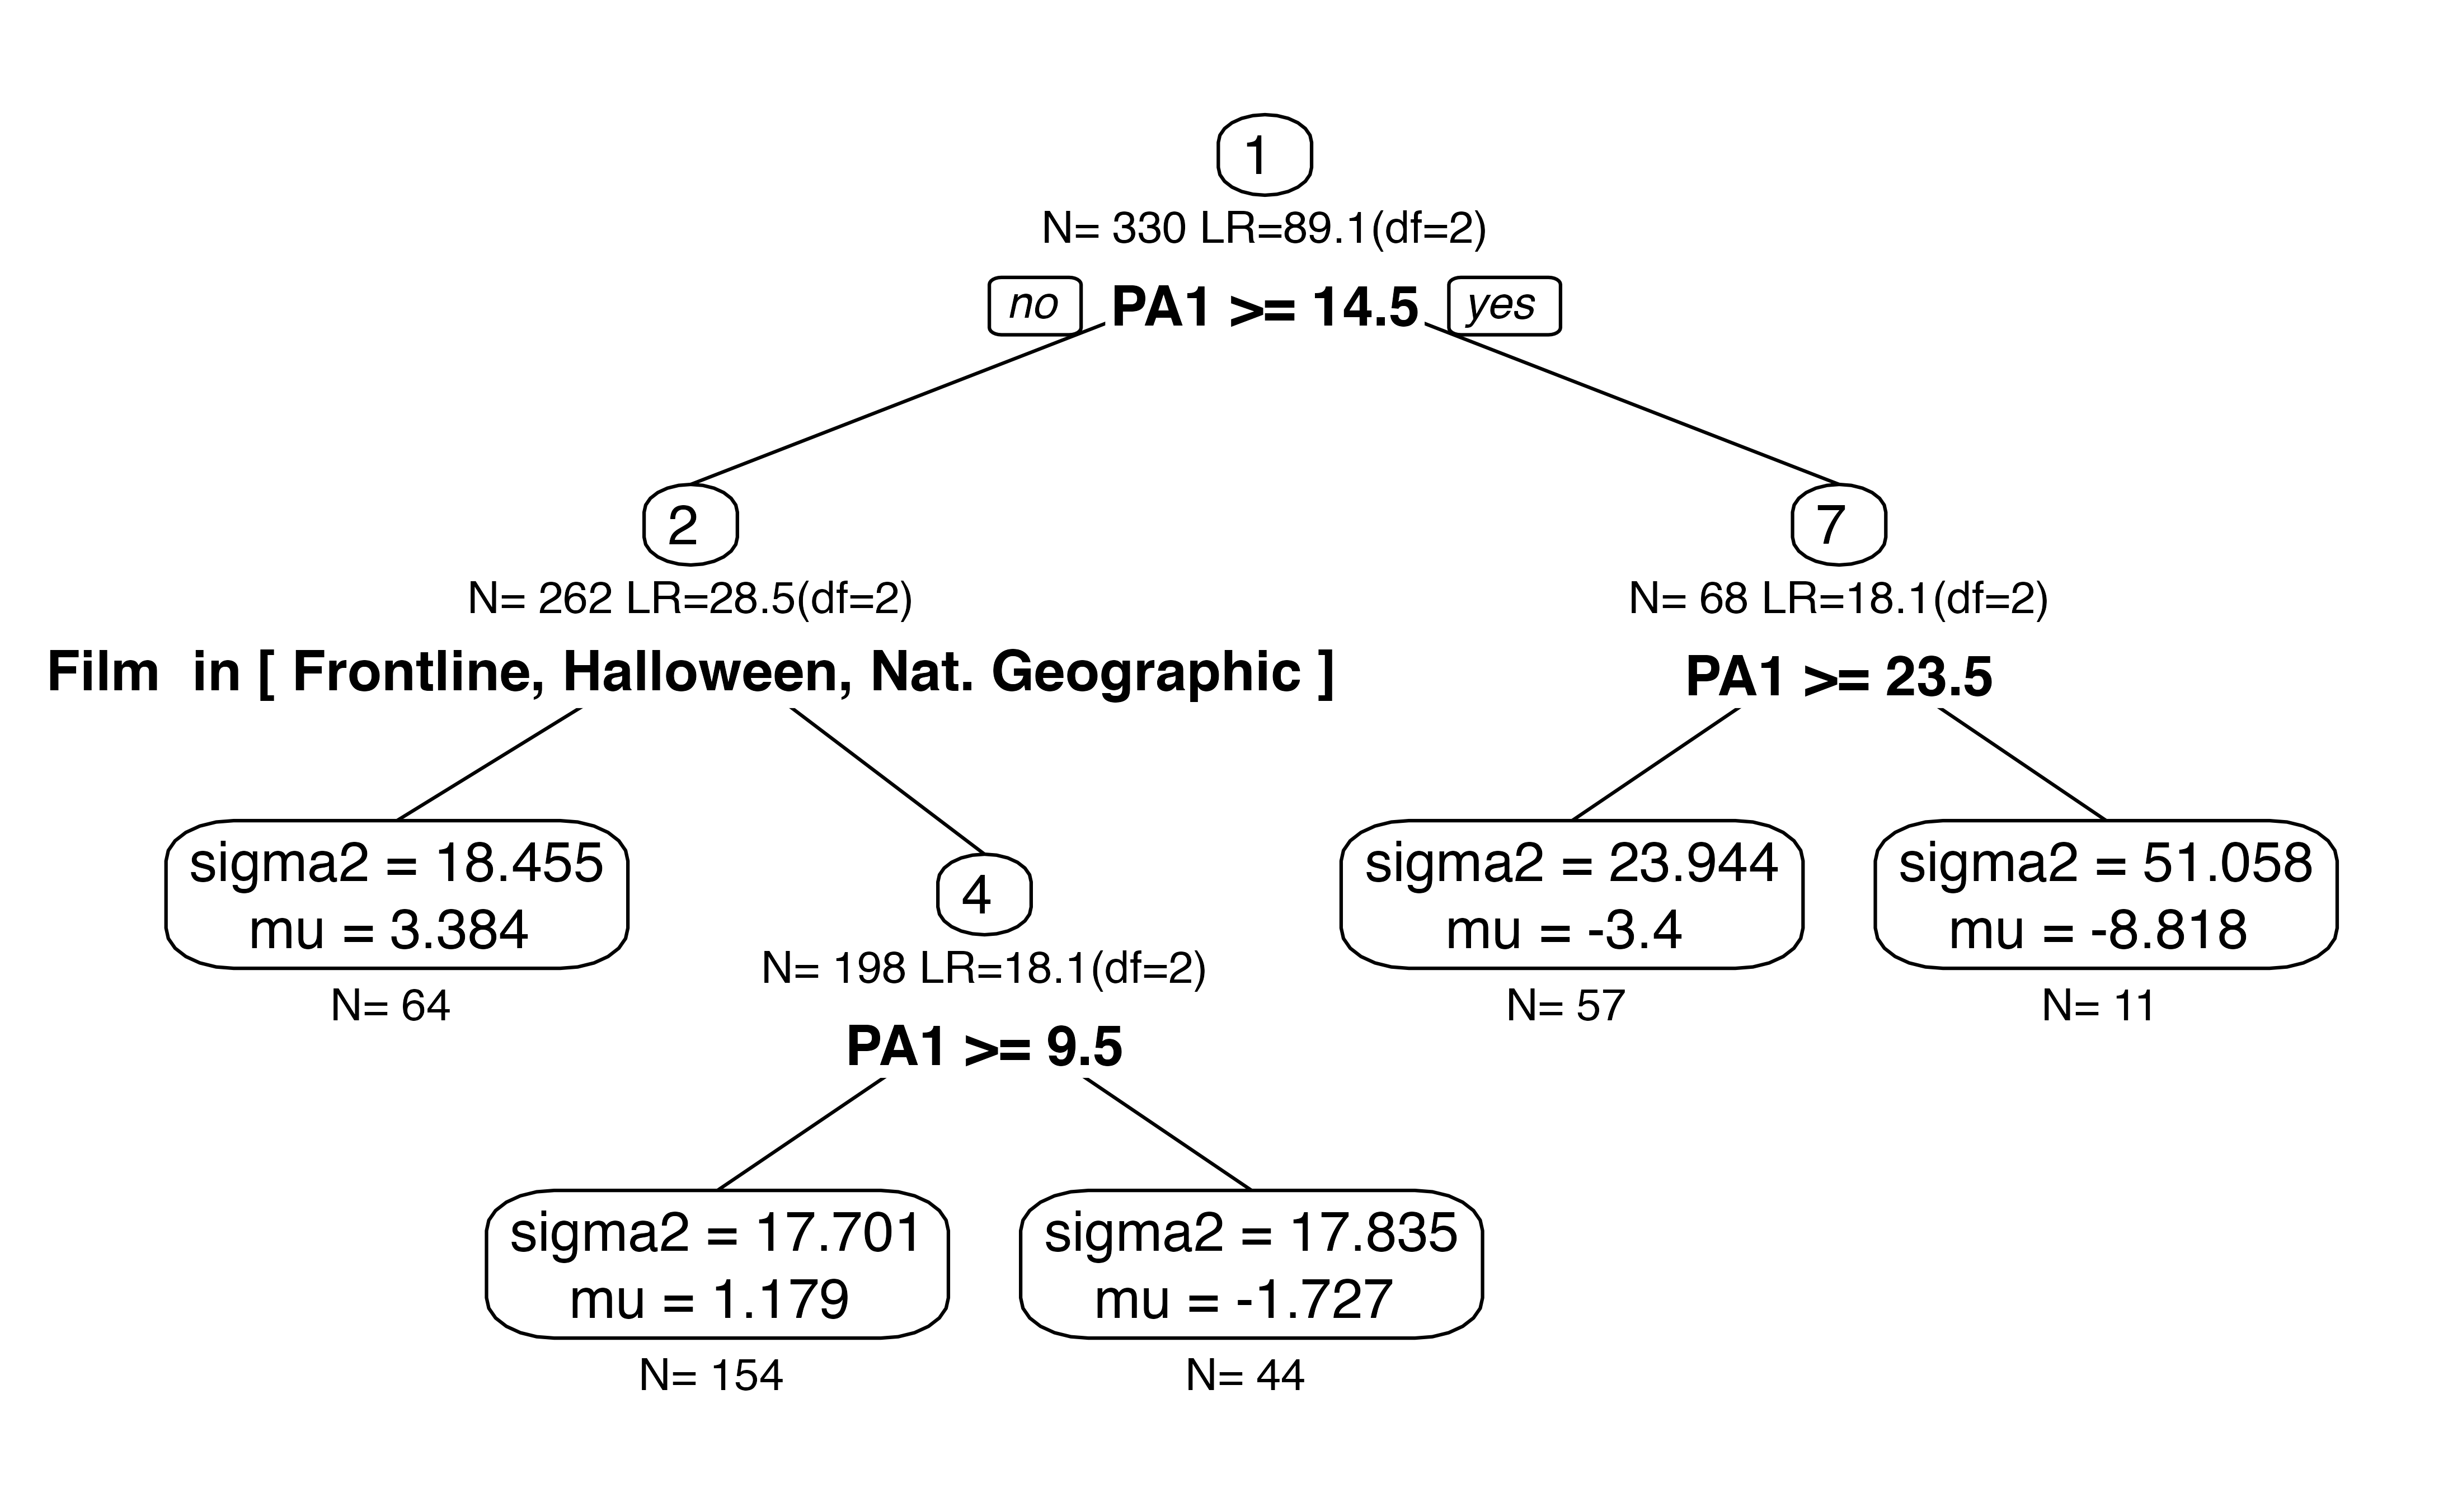 1
N= 330 LR=89.1(df=2)
no PA1 >= 14.5 yes
2
N= 262 LR=28.5(df=2)
Film  in [ Frontline, Halloween, Nat. Geographic ]
7
N= 68 LR=18.1(df=2)
PA1 >= 23.5
sigma2 = 18.455
mu = 3.384
N= 64
4
N= 198 LR=18.1(df=2)
PA1 >= 9.5
sigma2 = 23.944
mu = -3.4
N= 57
sigma2 = 51.058
mu = -8.818
N= 11
sigma2 = 17.701
mu = 1.179
N= 154
sigma2 = 17.835
mu = -1.727
N= 44